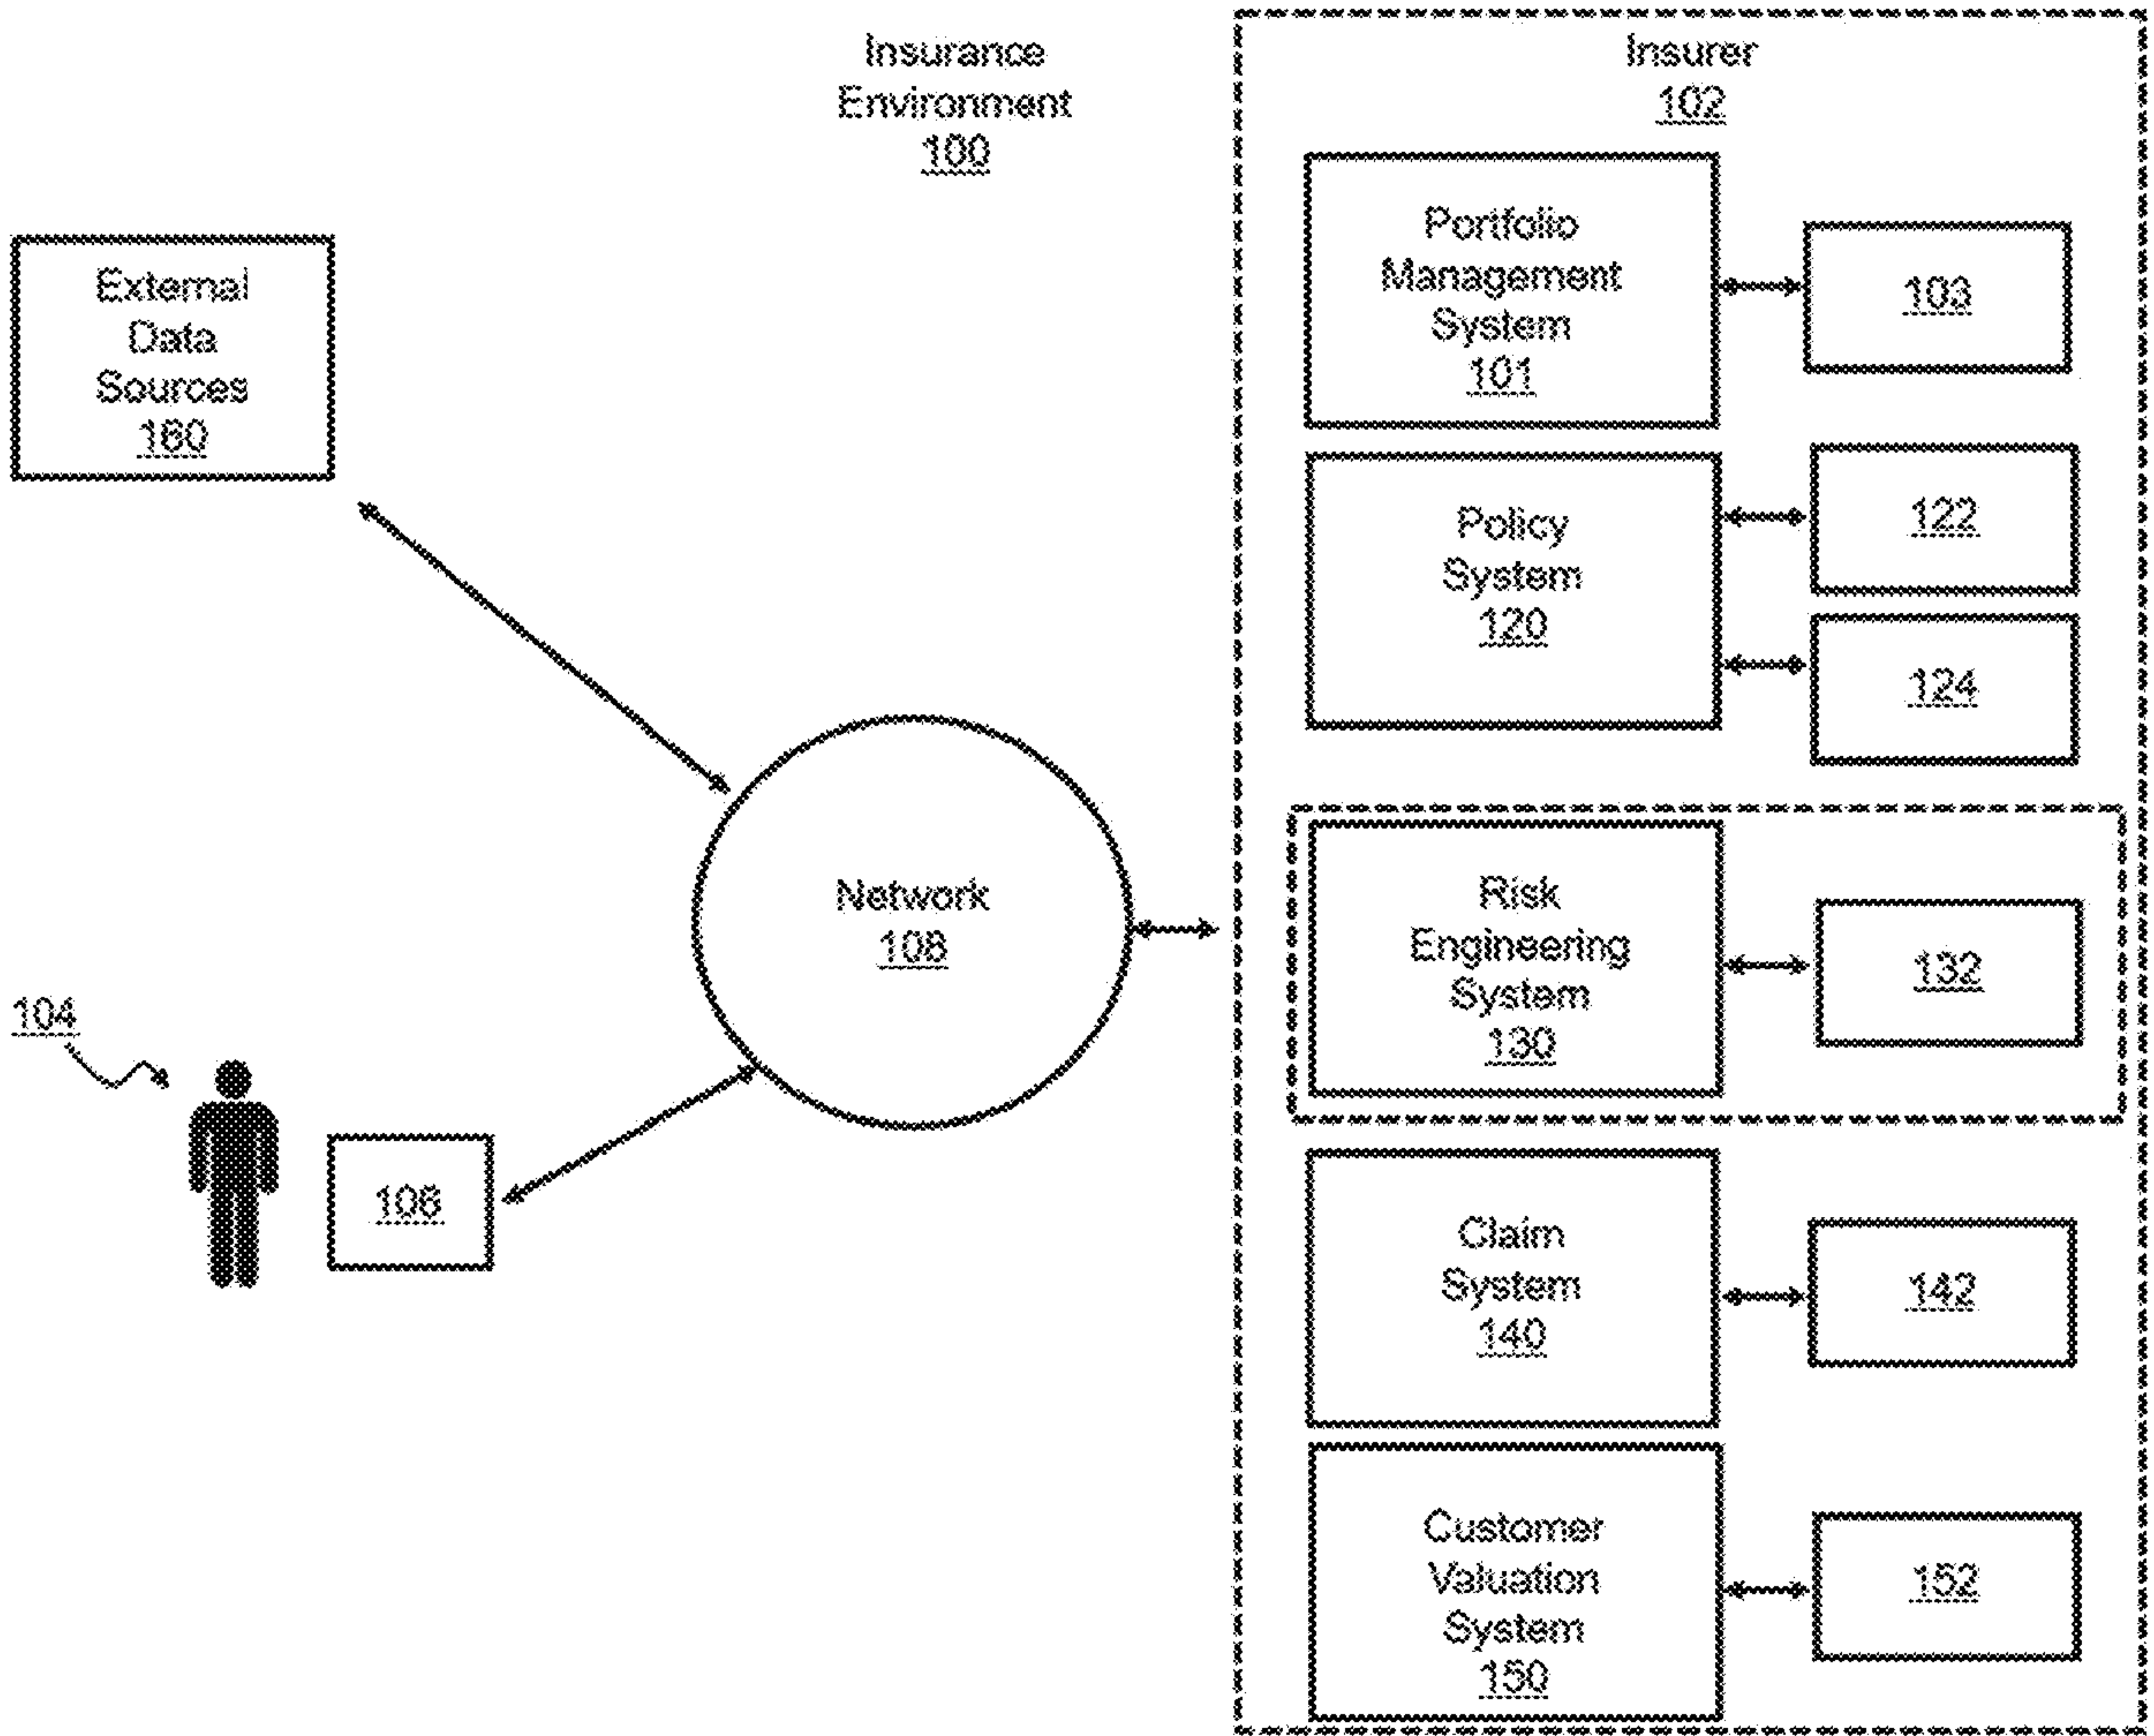 Insurance
Environment
100
Insurer
102
Portfolio
Management
System
101
103
External
Data
Sources
160
Policy
System
120
122
124
Network
108
Risk
Engineering
System
130
132
104
106
Claim
System
140
142
Customer
Valuation
System
150
152